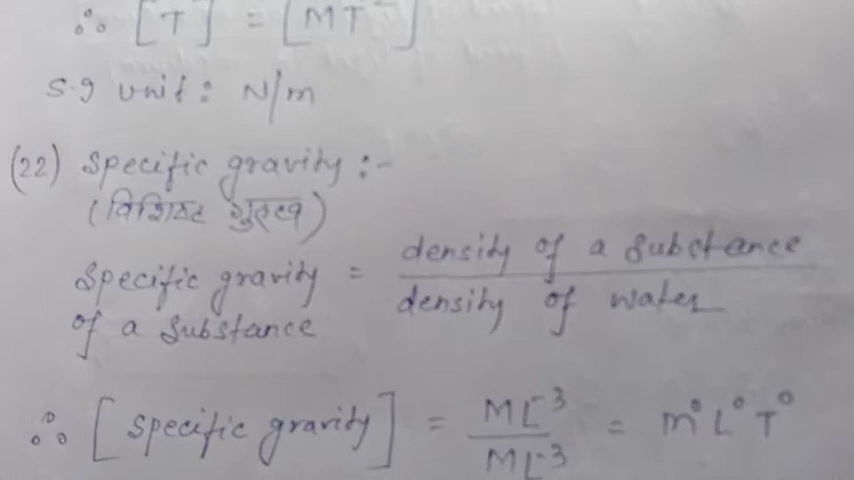 ∴ [T] = [MT⁻
S.I unit: N/m
(22) Specific gravity :-
(विशिष्ट गुरुत्व)
Specific gravity of a substance = density of a substance / density of water
∴ [specific gravity] = ML⁻³ / ML⁻³ = M⁰L⁰T⁰